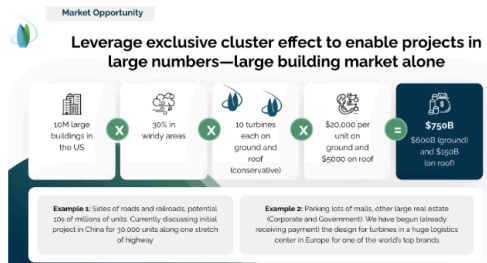 Market Opportunity
Leverage exclusive cluster effect to enable projects in
large numbers—large building market alone
10M large
buildings in
the US
X
30% in
windy areas
X
10 turbines
each on
ground and
roof
(conservative)
X
$20,000 per
unit on
ground and
$5000 on roof
=
$750B
$600B (ground)
and $150B
(on roof)
Example 1: Sides of roads and railroads, potential
10s of millions of units. Currently discussing initial
project in China for 30,000 units along one stretch
of highway
Example 2: Parking lots of malls, other large real estate
(Corporate and Government): We have begun (already
receiving payment) the design for turbines in a huge logistics
center in Europe for one of the world's top brands